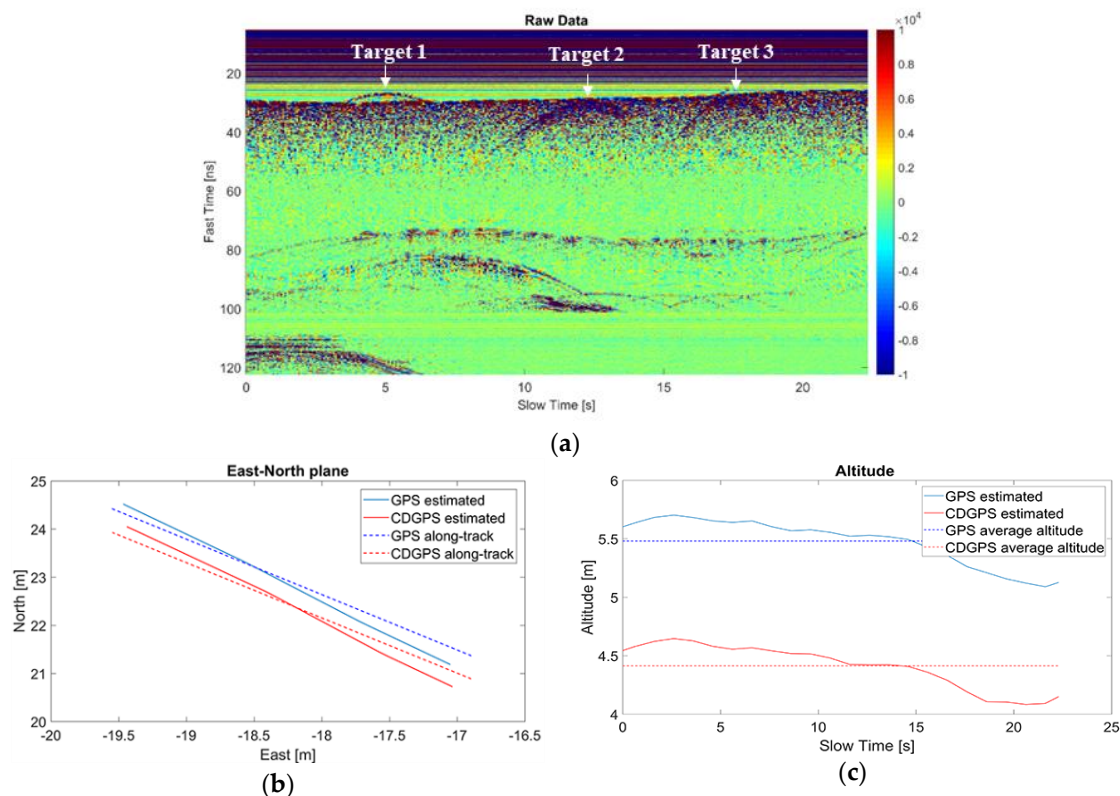 Raw Data
×10⁴
Target 1
Target 2
Target 3
Fast Time [ns]
20
40
60
80
100
120
0
5
10
15
20
Slow Time [s]
1
0.8
0.6
0.4
0.2
0
-0.2
-0.4
-0.6
-0.8
-1
(a)
East-North plane
GPS estimated
CDGPS estimated
GPS along-track
CDGPS along-track
North [m]
25
24
23
22
21
20
-20
-19.5
-19
-18.5
-18
-17.5
-17
-16.5
East [m]
(b)
Altitude
GPS estimated
CDGPS estimated
GPS average altitude
CDGPS average altitude
Altitude [m]
6
5.5
5
4.5
4
0
5
10
15
20
25
Slow Time [s]
(c)